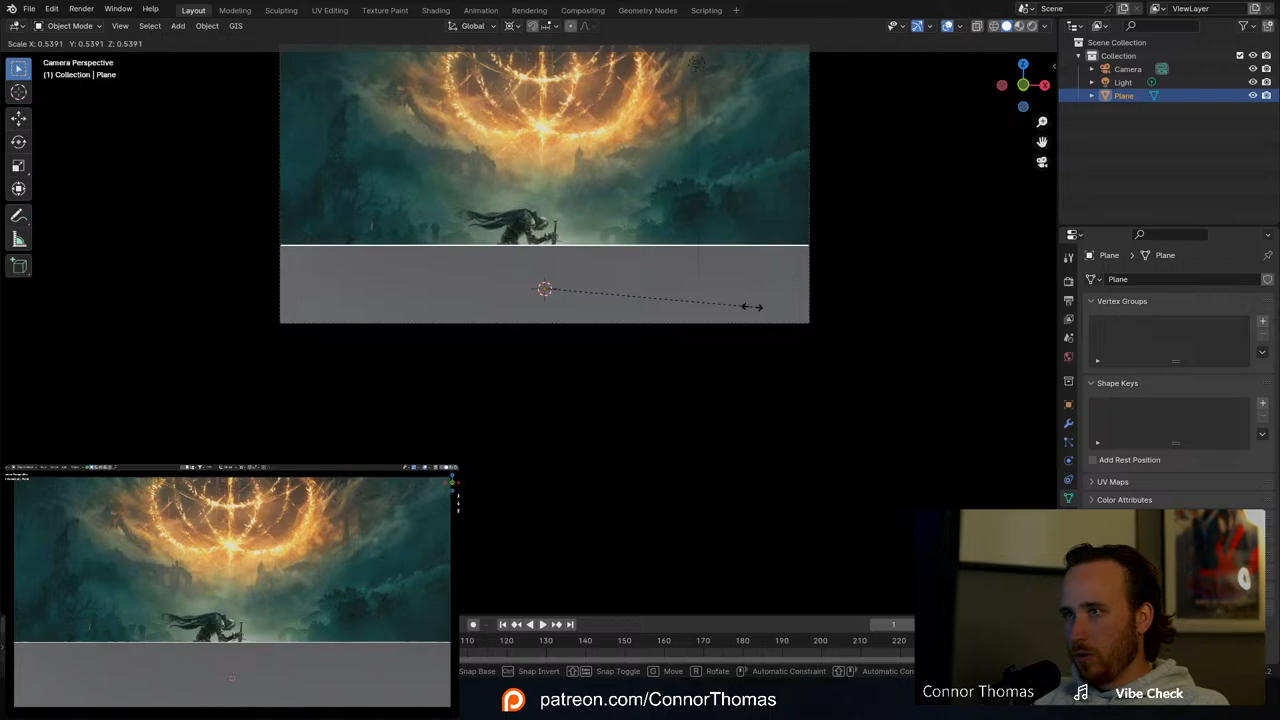 File Edit Render Window Help Layout Modeling Sculpting UV Editing Texture Paint Shading Animation Rendering Compositing Geometry Nodes Scripting + Scene ViewLayer
Object Mode View Select Add Object GIS Global
Scale X: 0.5391 Y: 0.5391 Z: 0.5391
Camera Perspective
(1) Collection | Plane
Z
X
Scene Collection
Collection
Camera
Light
Plane
Plane > Plane
Plane
Vertex Groups
Shape Keys
Add Rest Position
UV Maps
Color Attributes
1
110 120 130 140 150 160 170 180 190 200 210 220
Snap Base Ctrl Snap Invert Snap Toggle G Move R Rotate Automatic Constraint Automatic Co
patreon.com/ConnorThomas
Connor Thomas Vibe Check